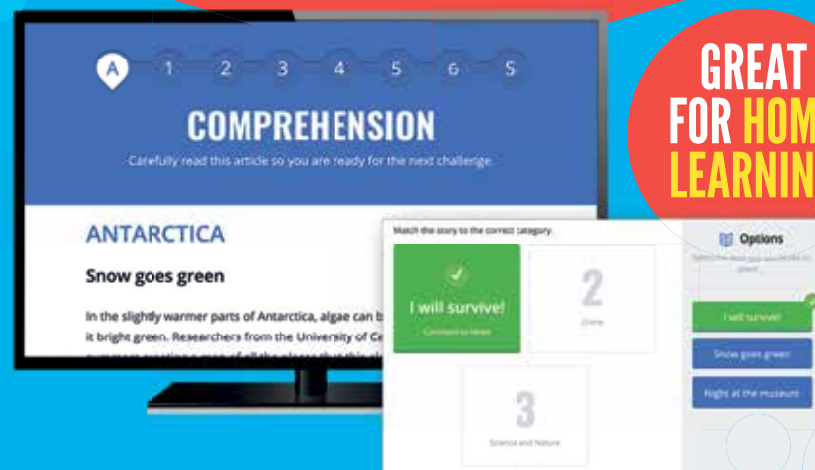 A 1 2 3 4 5 6 S
COMPREHENSION
Carefully read this article so you are ready for the next challenge.
ANTARCTICA
Snow goes green
In the slightly warmer parts of Antarctica, algae can b
it bright green. Researchers from the University of Ca
GREAT
FOR HOM
LEARNIN
Match the story to the correct category.
I will survive!
2
Crime
3
Science and Nature
Options
I will survive!
Snow goes green
Night at the museum